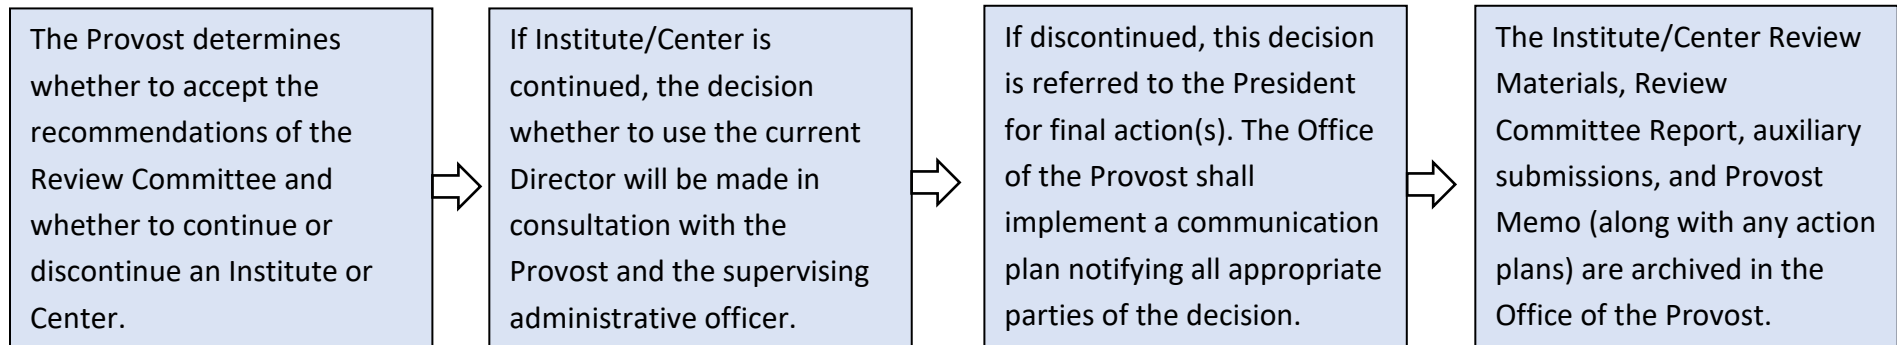 The Provost determines
whether to accept the
recommendations of the
Review Committee and
whether to continue or
discontinue an Institute or
Center.
If Institute/Center is
continued, the decision
whether to use the current
Director will be made in
consultation with the
Provost and the supervising
administrative officer.
If discontinued, this decision
is referred to the President
for final action(s). The Office
of the Provost shall
implement a communication
plan notifying all appropriate
parties of the decision.
The Institute/Center Review
Materials, Review
Committee Report, auxiliary
submissions, and Provost
Memo (along with any action
plans) are archived in the
Office of the Provost.